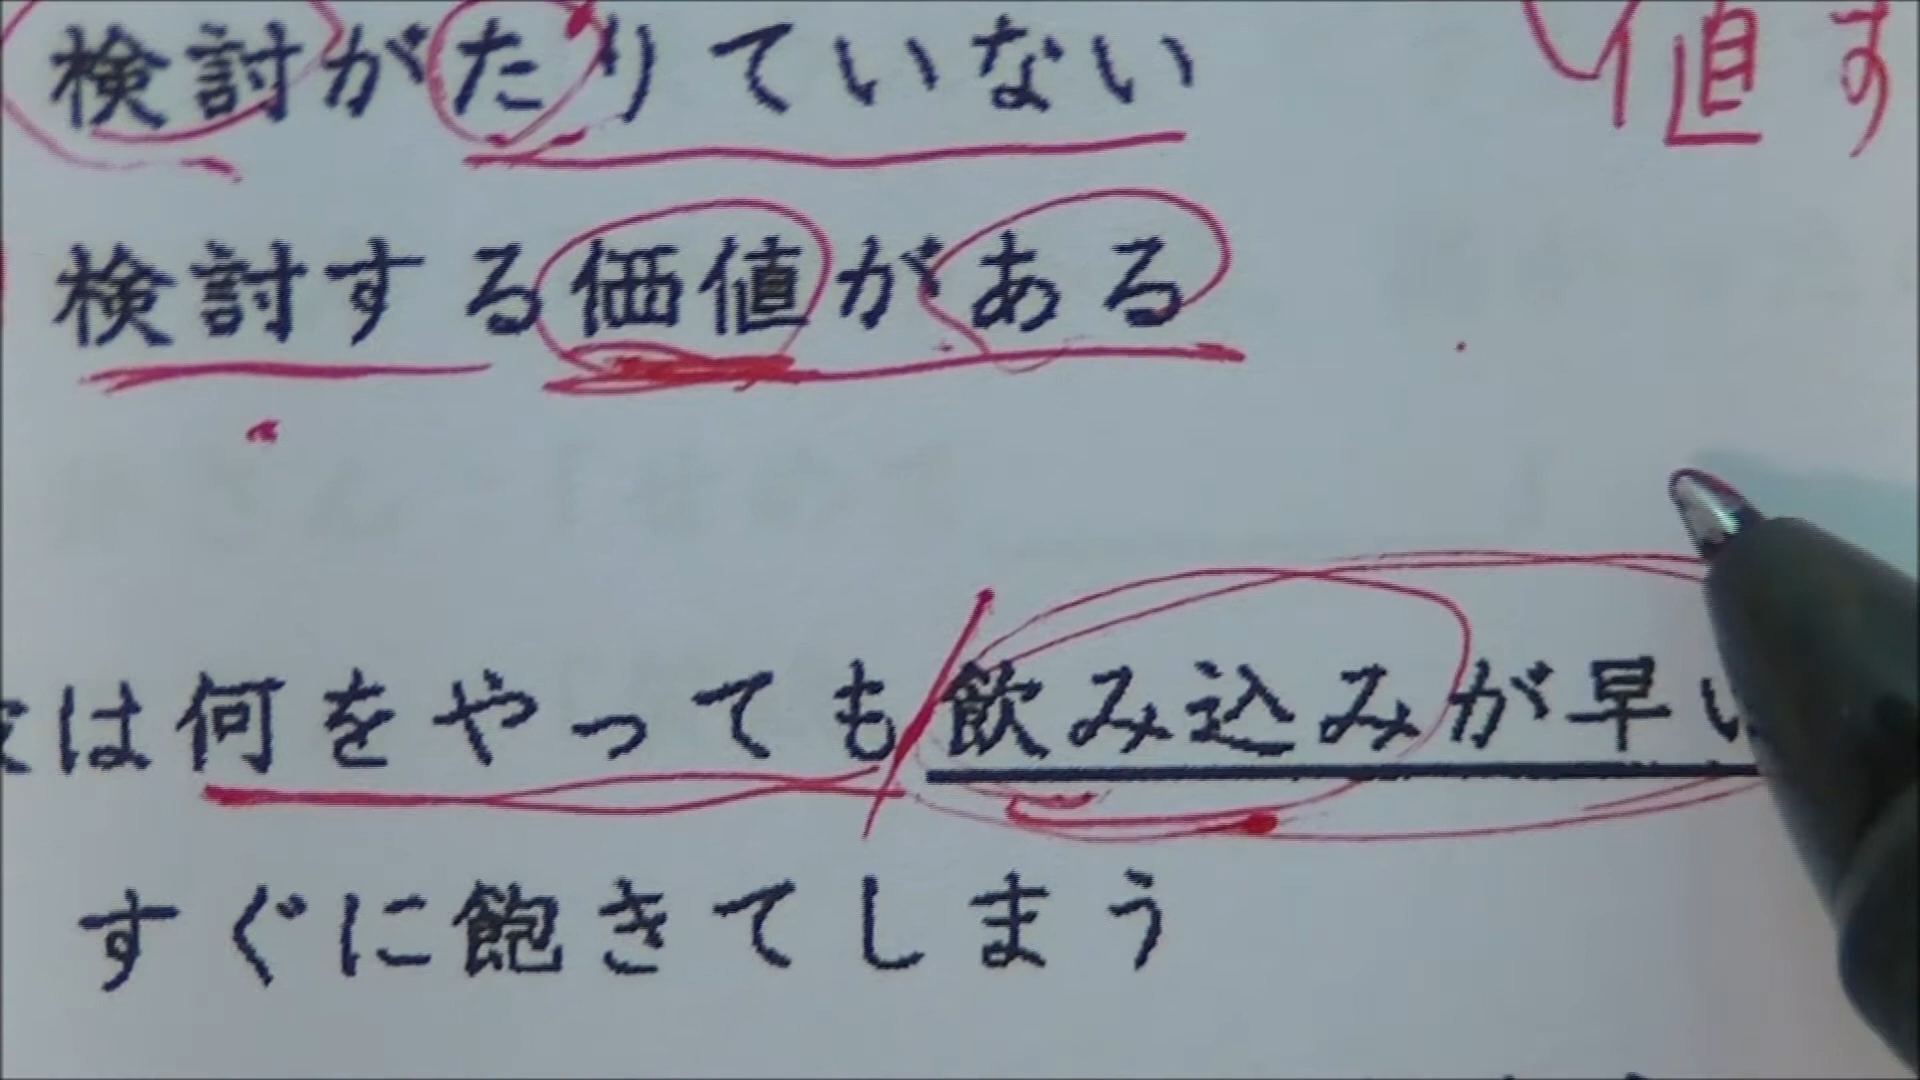 検討がたりていない
値す
検討する価値がある
は何をやっても飲み込みが早い
すぐに飽きてしまう